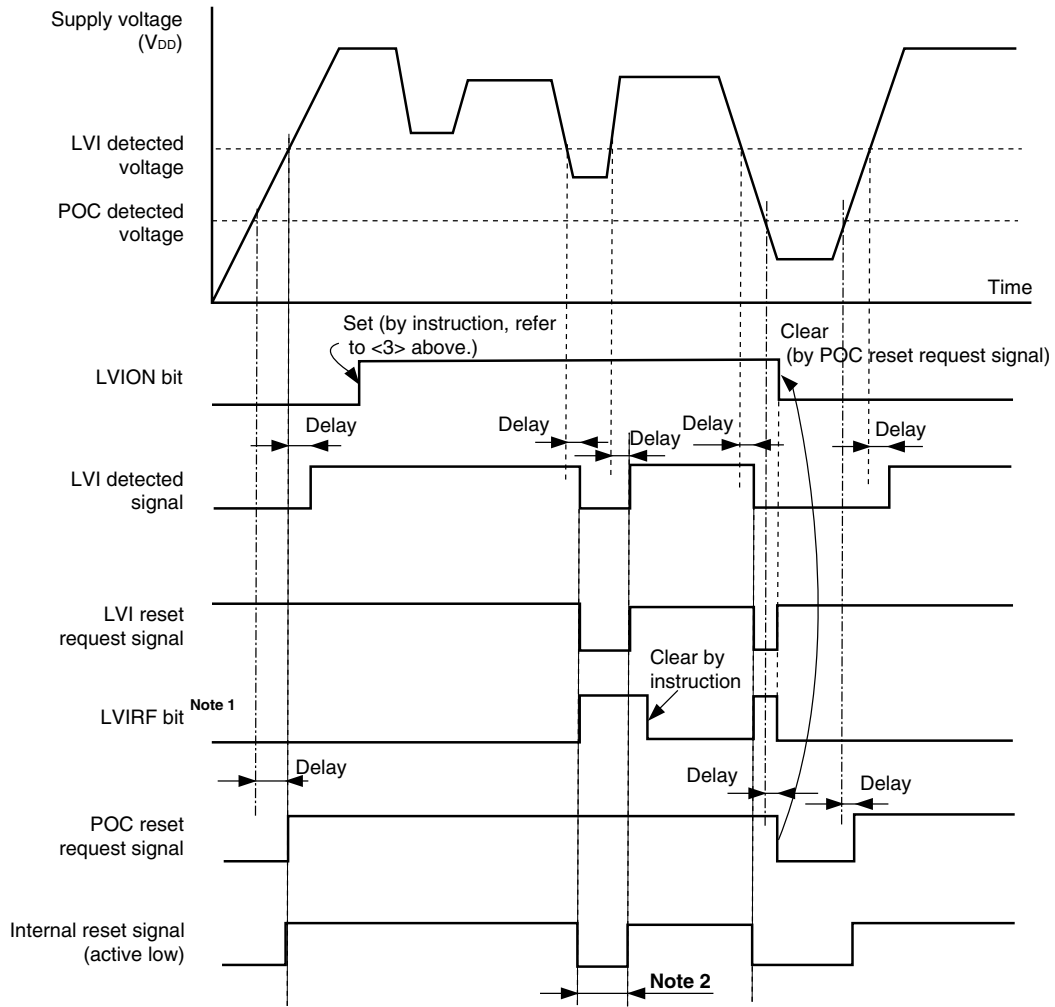 Supply voltage
(VDD)
LVI detected
voltage
POC detected
voltage
Time
Set (by instruction, refer
to <3> above.)
Clear
(by POC reset request signal)
LVION bit
Delay
Delay
Delay
Delay
Delay
LVI detected
signal
LVI reset
request signal
Clear by
instruction
LVIRF bit Note 1
Delay
Delay
Delay
POC reset
request signal
Internal reset signal
(active low)
Note 2